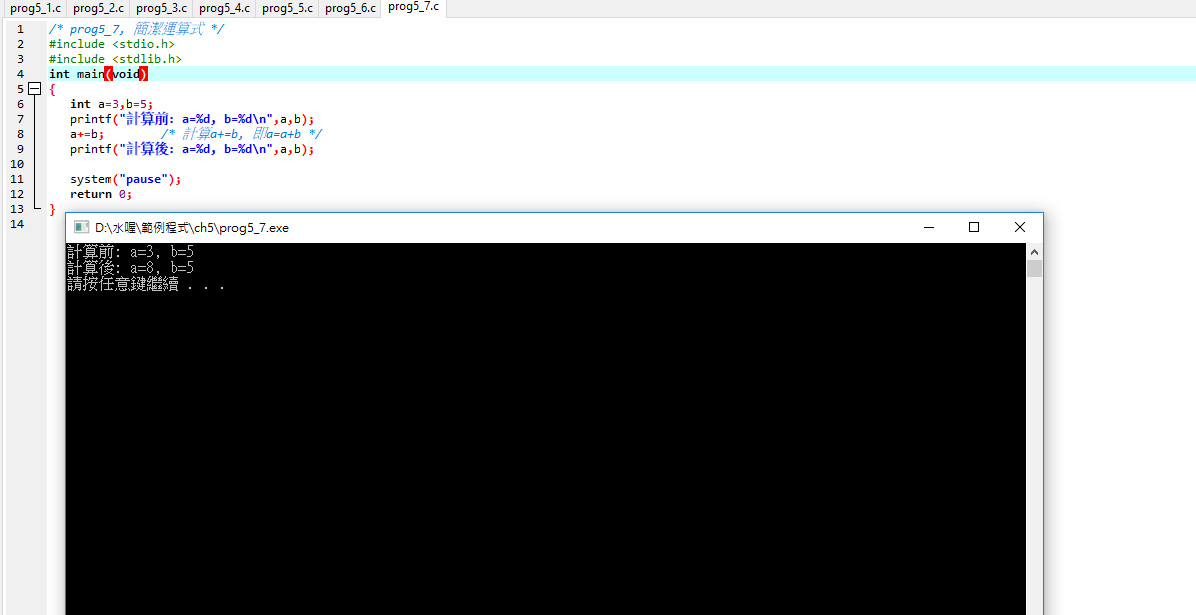 prog5_1.c prog5_2.c prog5_3.c prog5_4.c prog5_5.c prog5_6.c prog5_7.c
1 /* prog5_7, 簡潔運算式 */
2 #include <stdio.h>
3 #include <stdlib.h>
4 int main(void)
5 {
6 int a=3,b=5;
7 printf("計算前: a=%d, b=%d\n",a,b);
8 a+=b; /* 計算a+=b, 即a=a+b */
9 printf("計算後: a=%d, b=%d\n",a,b);
10
11 system("pause");
12 return 0;
13 }
14
D:\水喔\範例程式\ch5\prog5_7.exe
計算前: a=3, b=5
計算後: a=8, b=5
請按任意鍵繼續 . . .